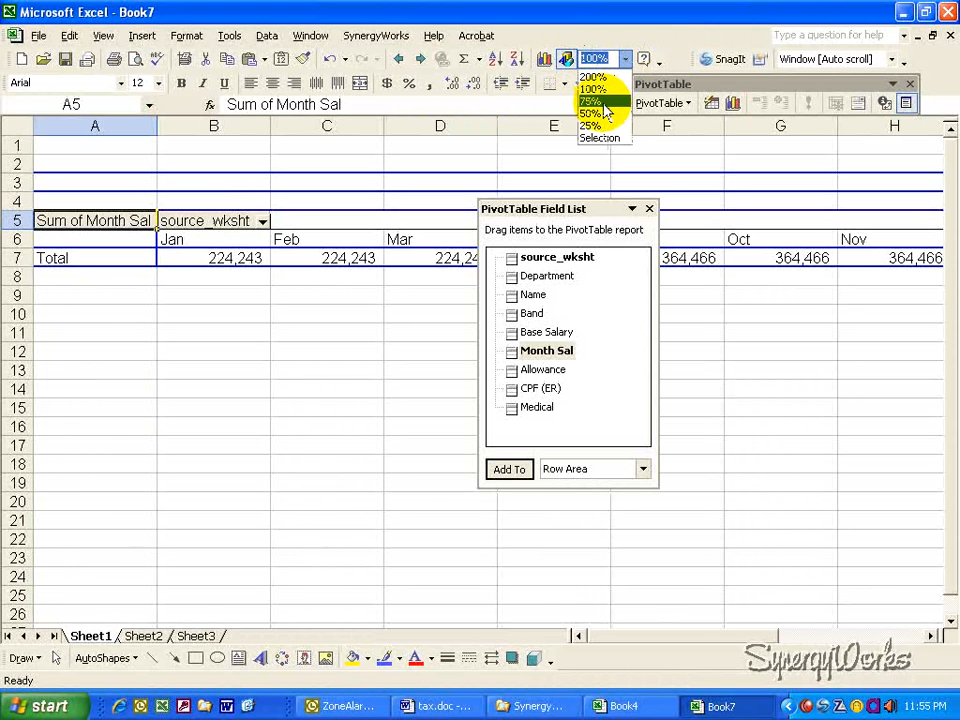 Microsoft Excel - Book7
File Edit View Insert Format Tools Data Window SynergyWorks Help Acrobat
Type a question for help
100% SnagIt Window [Auto scroll]
200%
100%
75%
50%
25%
Selection
Arial 12 B I U $ % ,
PivotTable
PivotTable
A5 fx Sum of Month Sal
A B C D E F G H
1
2
3
4
5 Sum of Month Sal source_wksht
6 Jan Feb Mar Oct Nov
7 Total 224,243 224,243 224,24 364,466 364,466 364,466
8
9
10
11
12
13
14
15
16
17
18
19
20
21
22
23
24
25
26
PivotTable Field List
Drag items to the PivotTable report
source_wksht
Department
Name
Band
Base Salary
Month Sal
Allowance
CPF (ER)
Medical
Add To Row Area
Sheet1 Sheet2 Sheet3
Draw AutoShapes
SynergyWorks
Ready
start ZoneAlar... tax.doc -... Synergy... Book4 Book7 11:55 PM